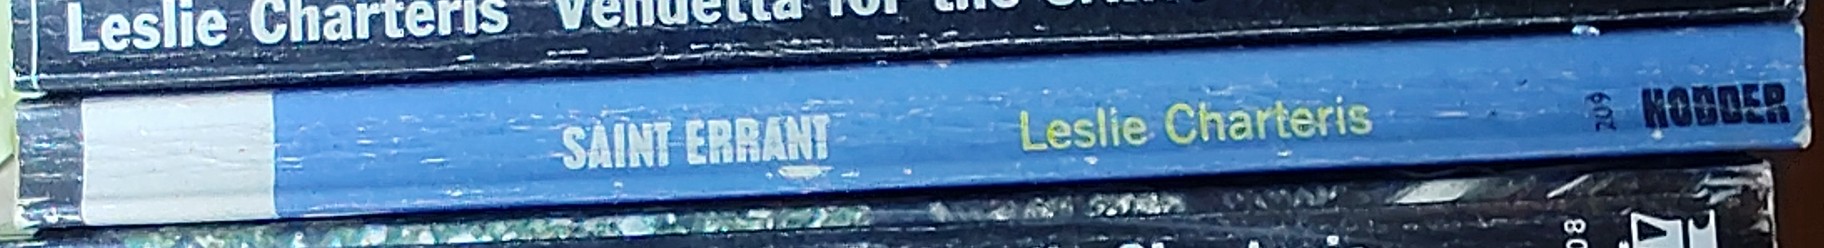 Leslie Charteris Vendetta for the
SAINT ERRANT Leslie Charteris 209 HODDER